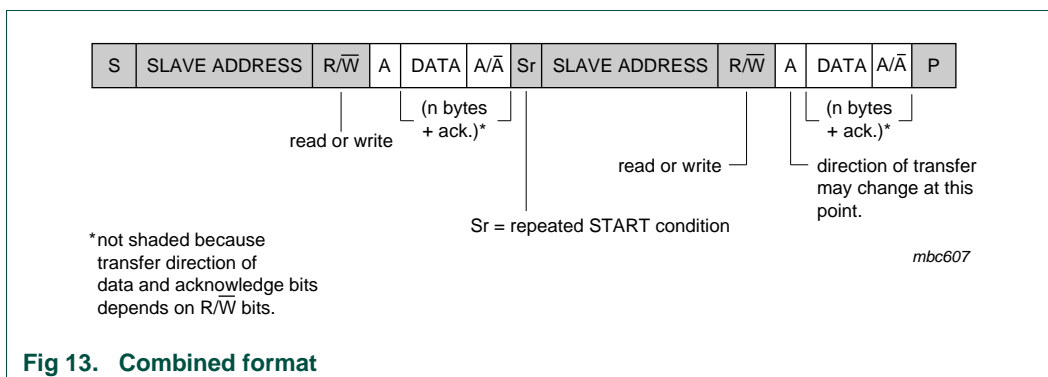 S SLAVE ADDRESS R/W̅ A DATA A/A̅ Sr SLAVE ADDRESS R/W̅ A DATA A/A̅ P
(n bytes
+ ack.)*
read or write
(n bytes
+ ack.)*
read or write
direction of transfer
may change at this
point.
Sr = repeated START condition
*not shaded because
transfer direction of
data and acknowledge bits
depends on R/W̅ bits.
mbc607
Fig 13. Combined format